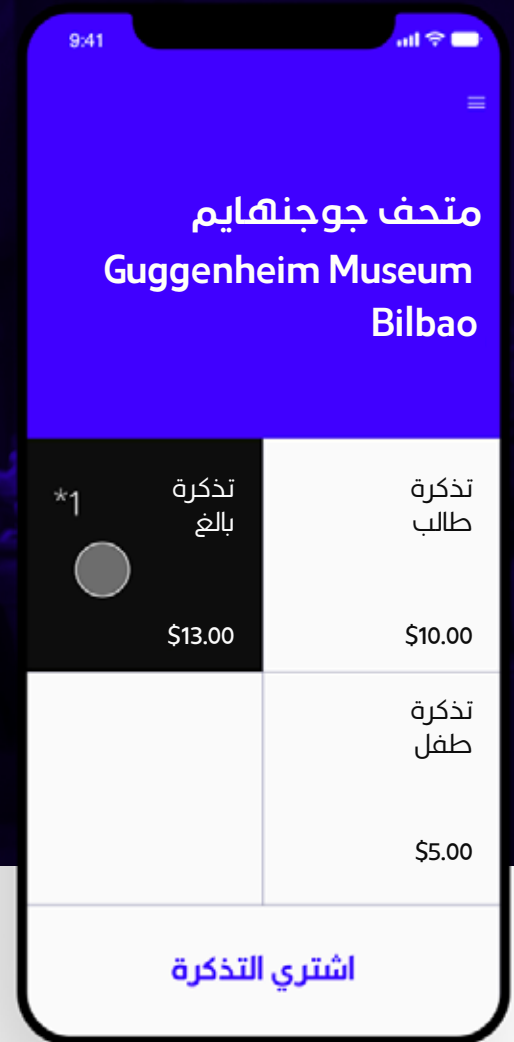 9:41
متحف جوجنهايم
Guggenheim Museum
Bilbao
تذكرة
طالب
$10.00
تذكرة
بالغ
*1
$13.00
تذكرة
طفل
$5.00
اشتري التذكرة